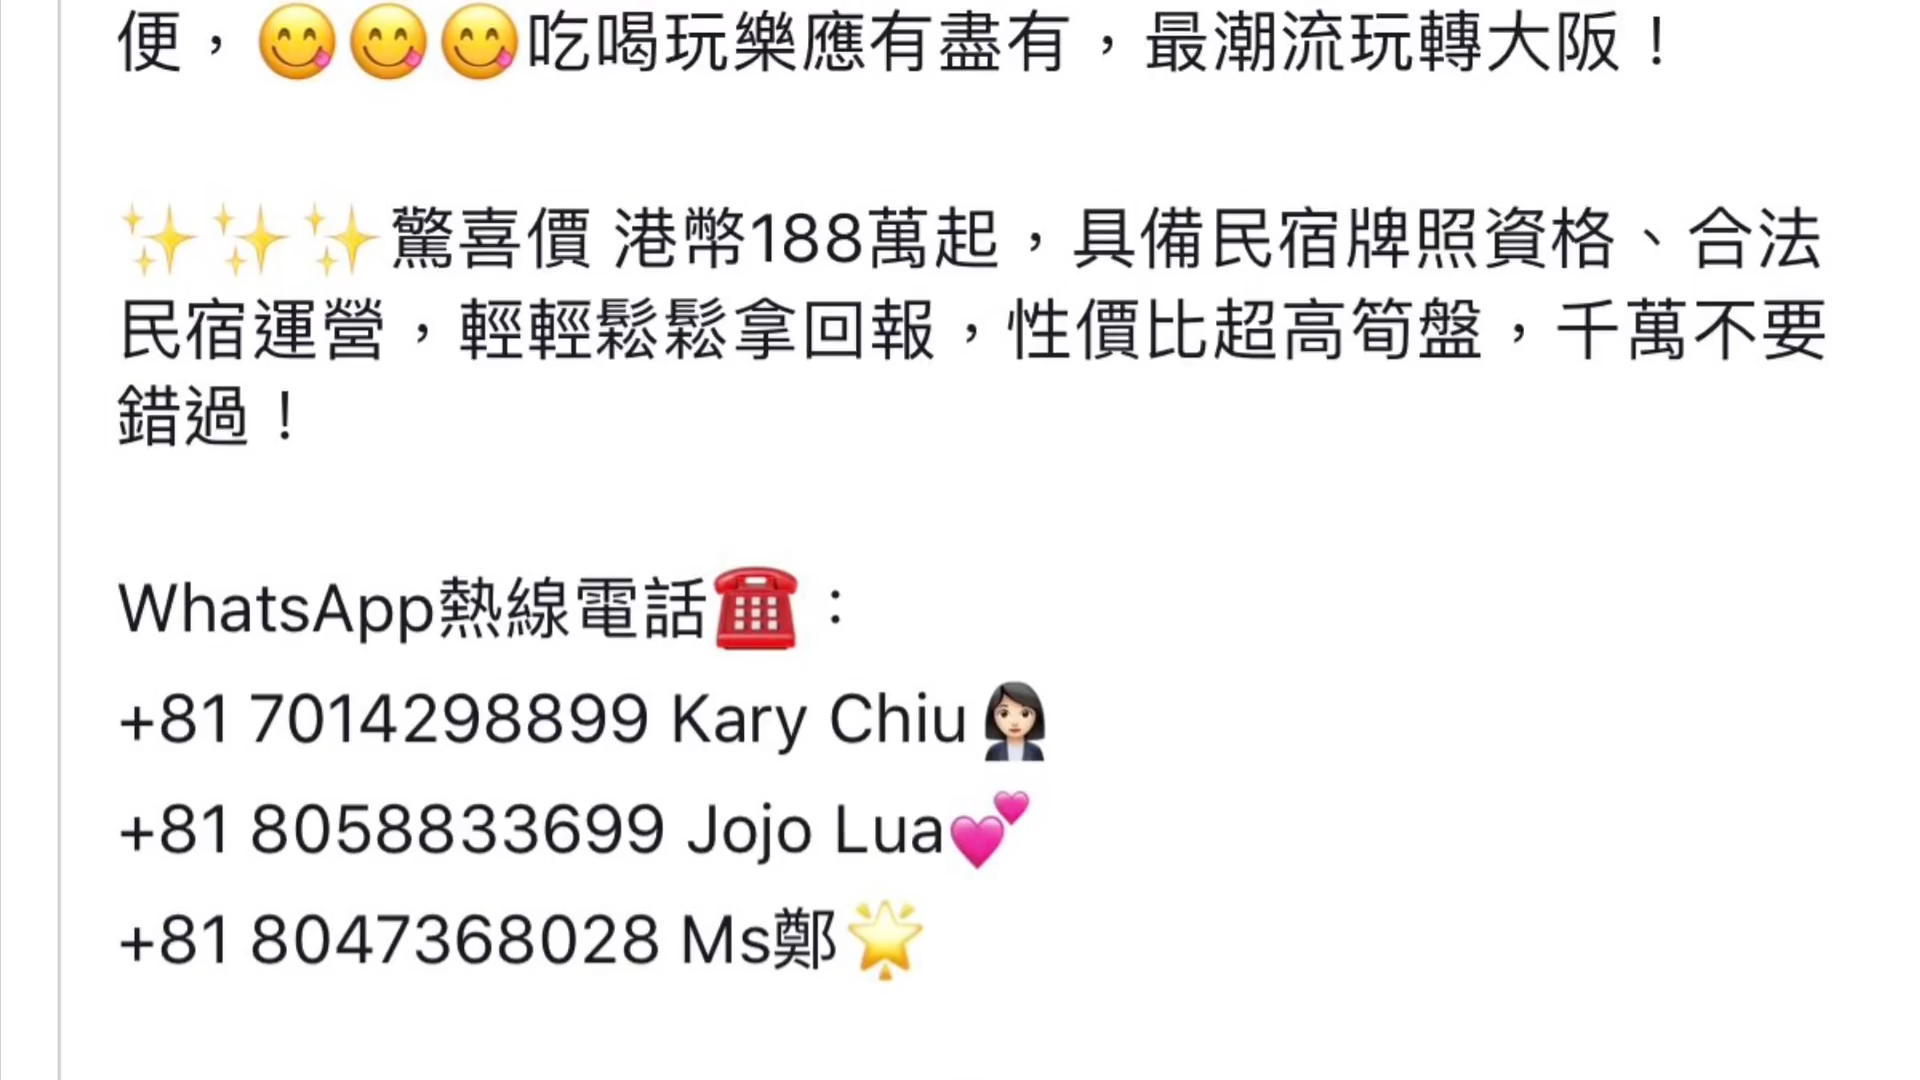 便，😋😋😋吃喝玩樂應有盡有，最潮流玩轉大阪！
✨✨✨驚喜價 港幣188萬起，具備民宿牌照資格、合法
民宿運營，輕輕鬆鬆拿回報，性價比超高筍盤，千萬不要
錯過！
WhatsApp熱線電話☎️：
+81 7014298899 Kary Chiu👩🏻‍💼
+81 8058833699 Jojo Lua💕
+81 8047368028 Ms鄭🌟